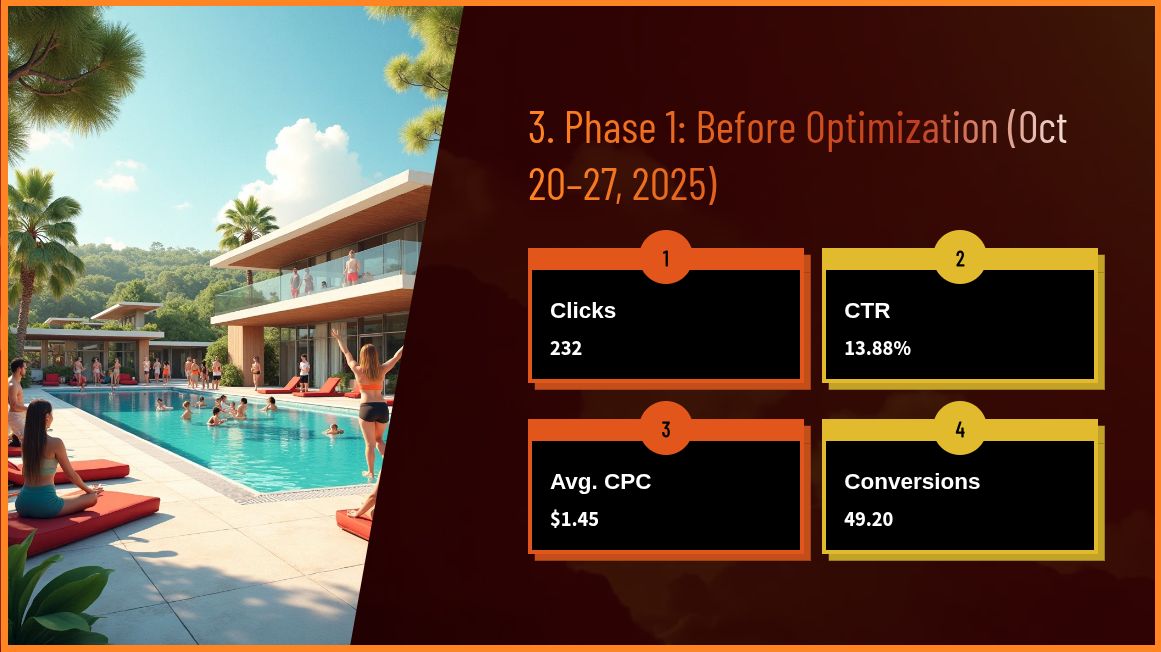 3. Phase 1: Before Optimization (Oct
20–27, 2025)
1
Clicks
232
2
CTR
13.88%
3
Avg. CPC
$1.45
4
Conversions
49.20